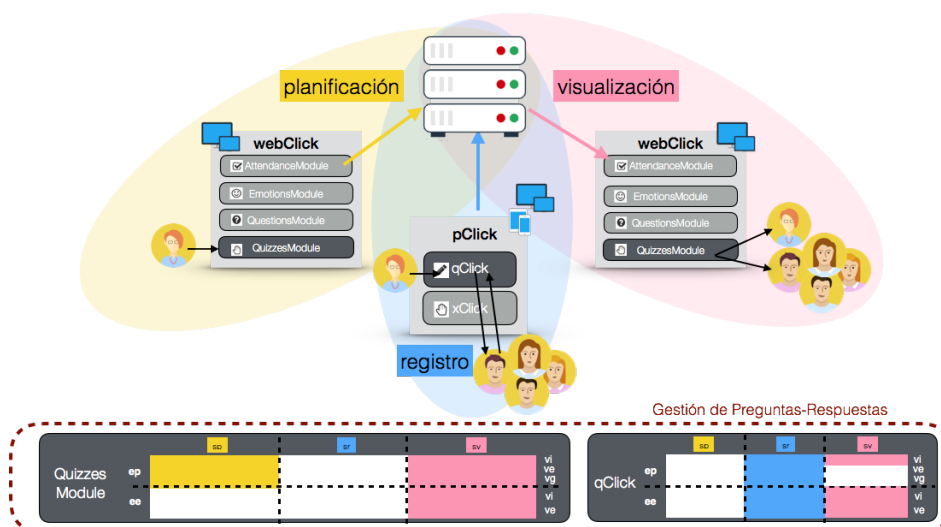 planificación
visualización
webClick
AttendanceModule
EmotionsModule
QuestionsModule
QuizzesModule
webClick
AttendanceModule
EmotionsModule
QuestionsModule
QuizzesModule
pClick
qClick
xClick
registro
Gestión de Preguntas-Respuestas
Quizzes
Module
sp
sr
sv
ep
ee
vi
ve
vg
vi
ve
qClick
sp
sr
sv
ep
ee
vi
ve
vg
vi
ve